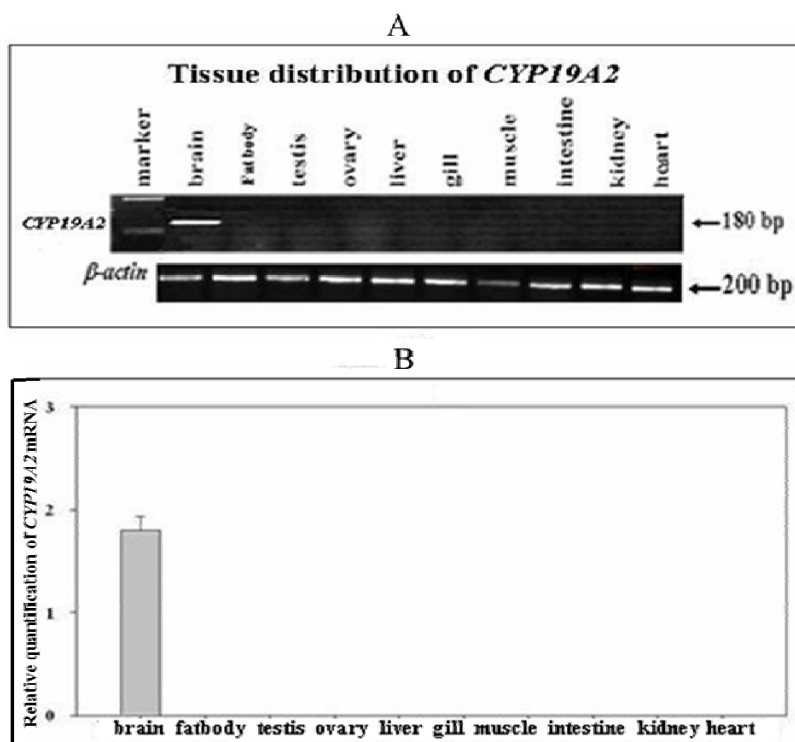 A
Tissue distribution of CYP19A2
marker brain Fatbody testis ovary liver gill muscle intestine kidney heart
CYP19A2 180 bp
β-actin 200 bp
B
Relative quantification of CYP19A2 mRNA
3
2
1
0
brain fatbody testis ovary liver gill muscle intestine kidney heart